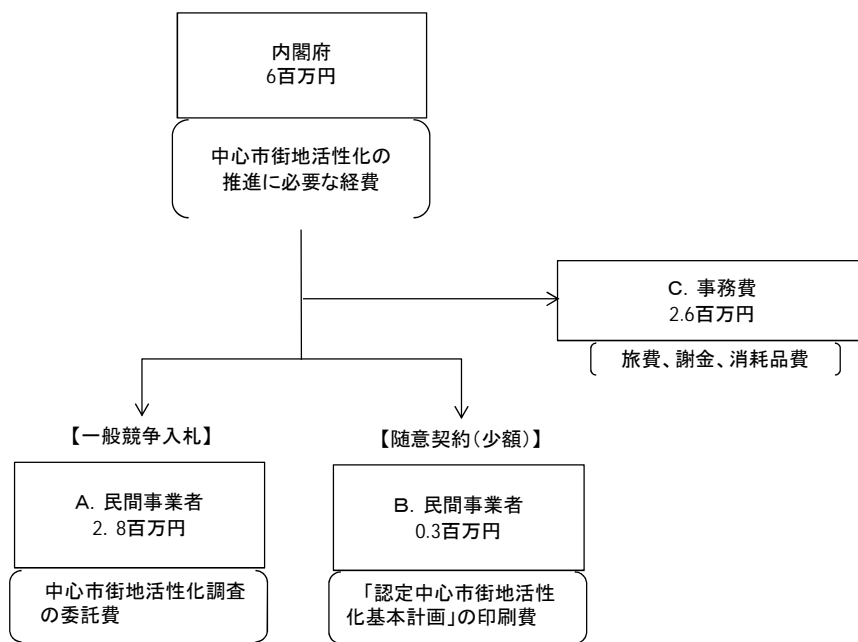 内閣府
6百万円
中心市街地活性化の
推進に必要な経費
C. 事務費
2.6百万円
旅費、謝金、消耗品費
【一般競争入札】
【随意契約(少額)】
A. 民間事業者
2. 8百万円
B. 民間事業者
0.3百万円
中心市街地活性化調査
の委託費
「認定中心市街地活性
化基本計画」の印刷費